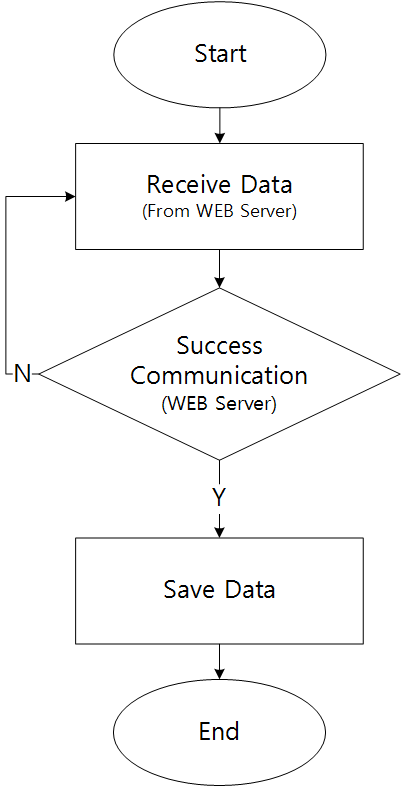 Start
Receive Data
(From WEB Server)
Success
Communication
(WEB Server)
N
Y
Save Data
End